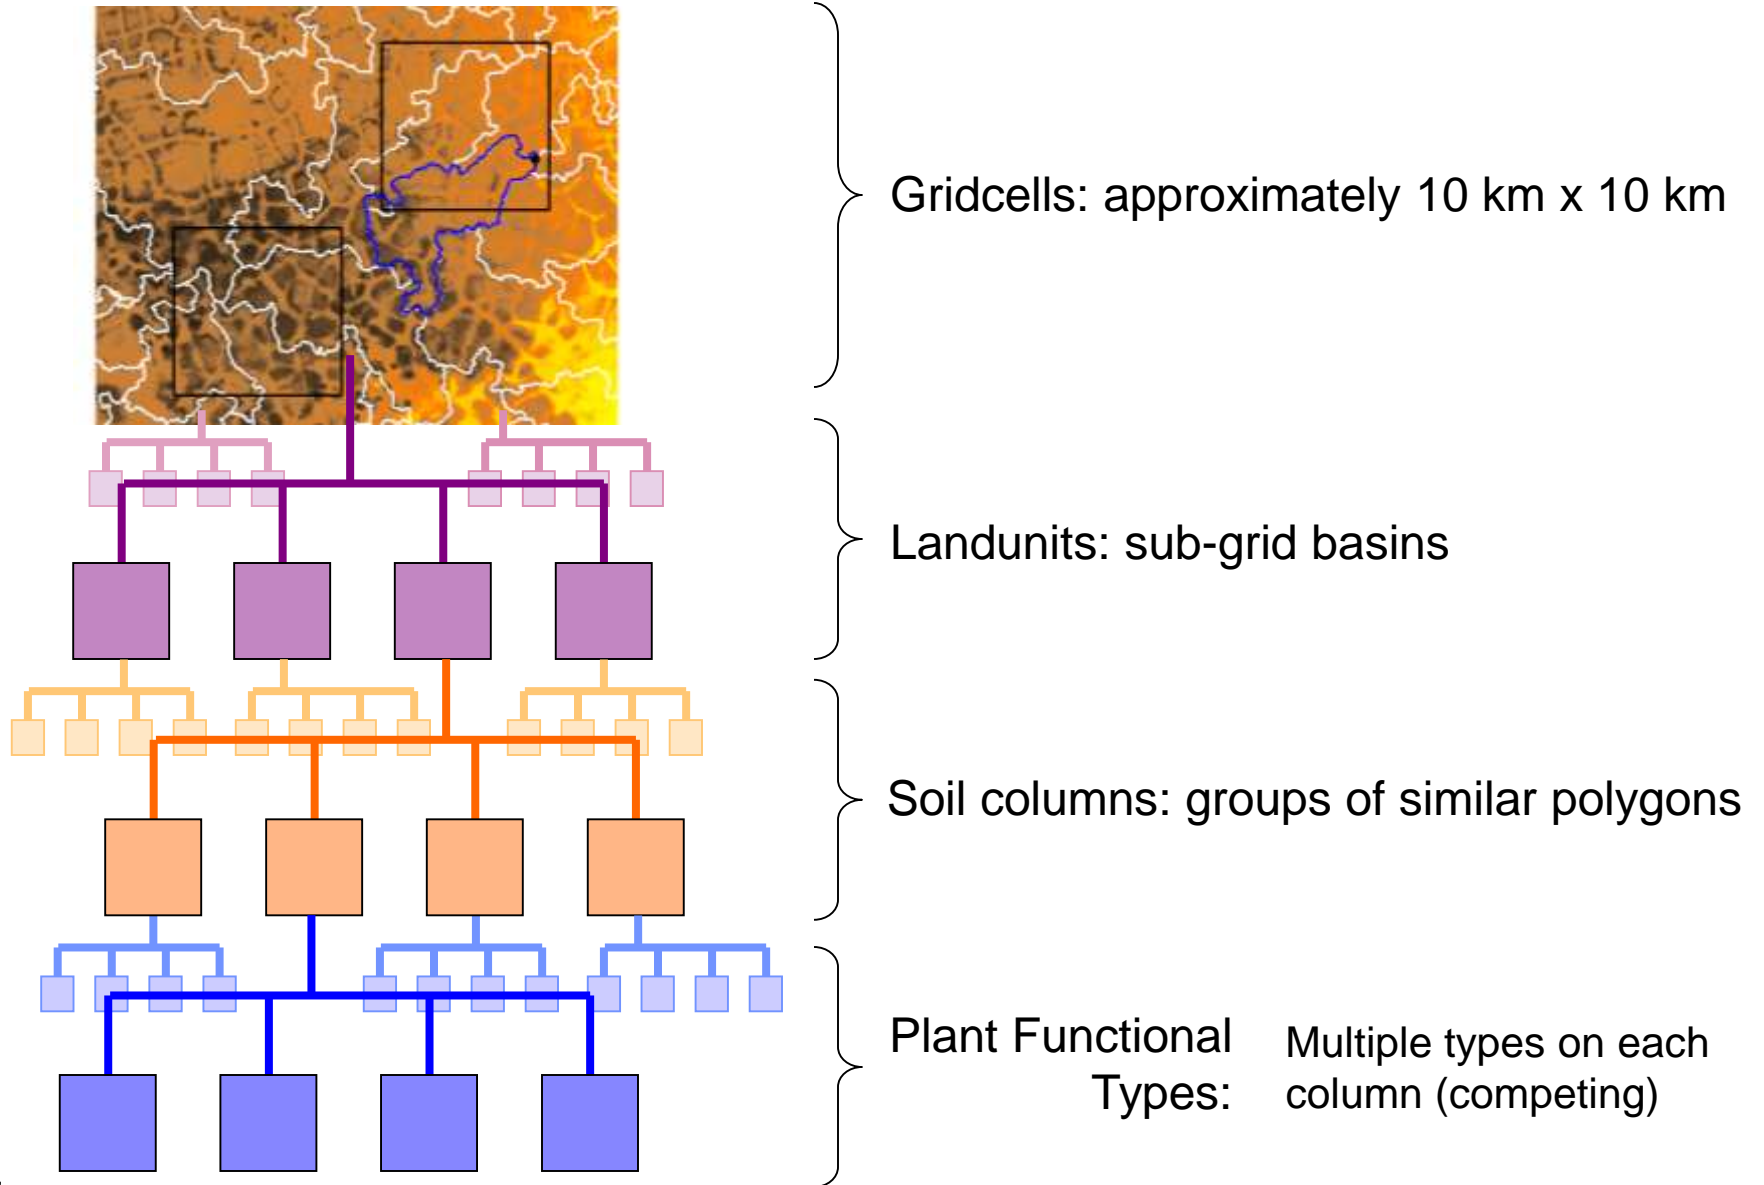 Gridcells: approximately 10 km x 10 km
Landunits: sub-grid basins
Soil columns: groups of similar polygons
Plant Functional
Types:
Multiple types on each
column (competing)